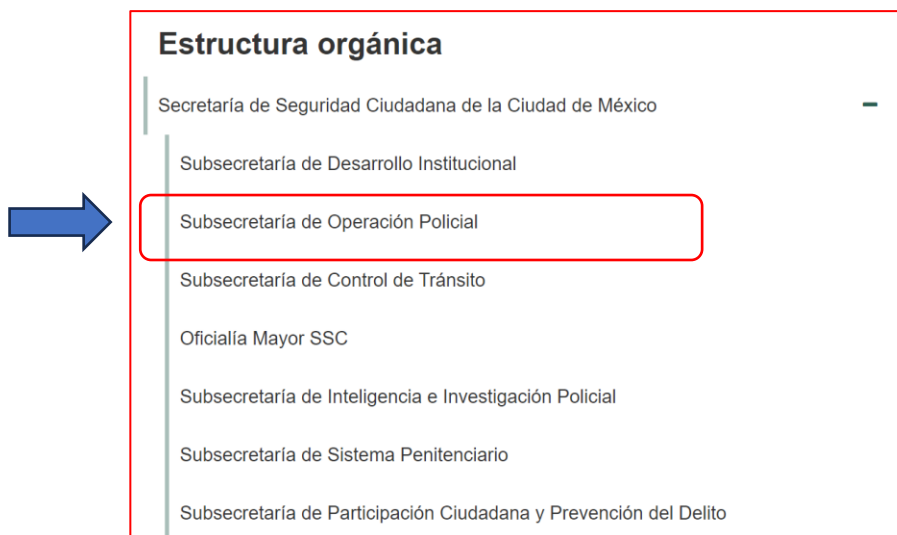 Estructura orgánica
Secretaría de Seguridad Ciudadana de la Ciudad de México
Subsecretaría de Desarrollo Institucional
Subsecretaría de Operación Policial
Subsecretaría de Control de Tránsito
Oficialía Mayor SSC
Subsecretaría de Inteligencia e Investigación Policial
Subsecretaría de Sistema Penitenciario
Subsecretaría de Participación Ciudadana y Prevención del Delito